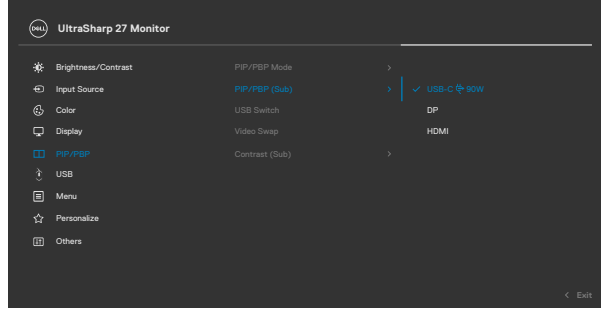 DELL UltraSharp 27 Monitor
Brightness/Contrast PIP/PBP Mode
Input Source PIP/PBP (Sub) USB-C 90W
Color USB Switch DP
Display Video Swap HDMI
PIP/PBP Contrast (Sub)
USB
Menu
Personalize
Others
Exit